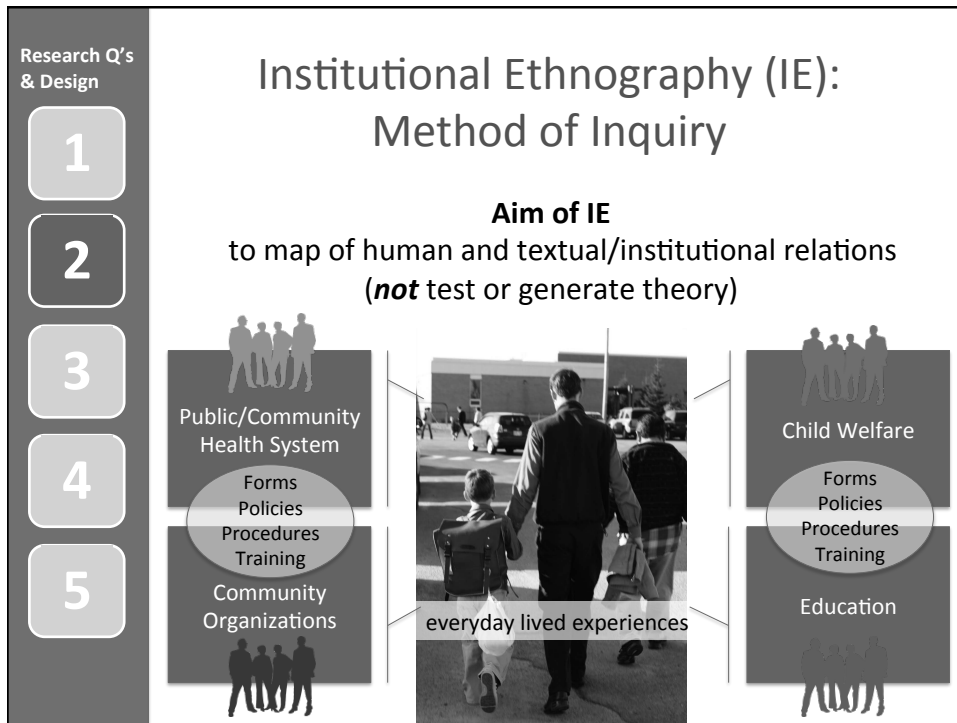 Research Q's
& Design
1
2
3
4
5
Institutional Ethnography (IE):
Method of Inquiry
Aim of IE
to map of human and textual/institutional relations
(not test or generate theory)
Public/Community
Health System
Forms
Policies
Procedures
Training
Community
Organizations
everyday lived experiences
Child Welfare
Forms
Policies
Procedures
Training
Education